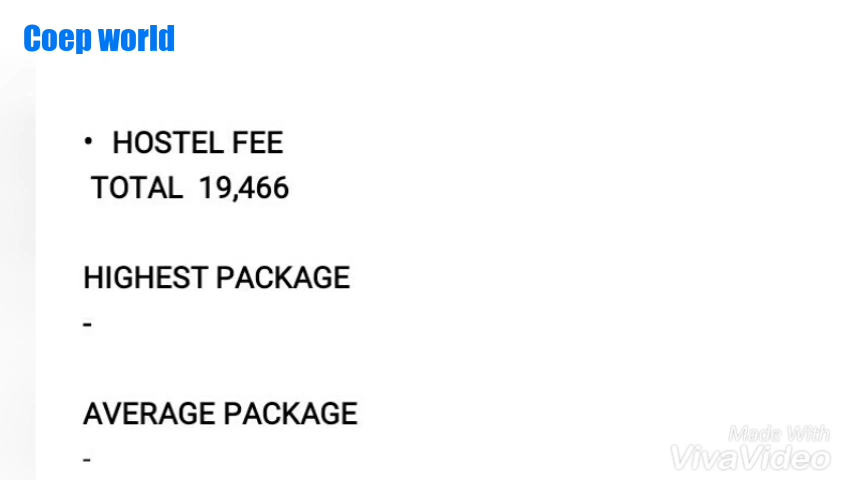 Coep world
• HOSTEL FEE
TOTAL 19,466
HIGHEST PACKAGE
-
AVERAGE PACKAGE
-
Made With
VivaVideo